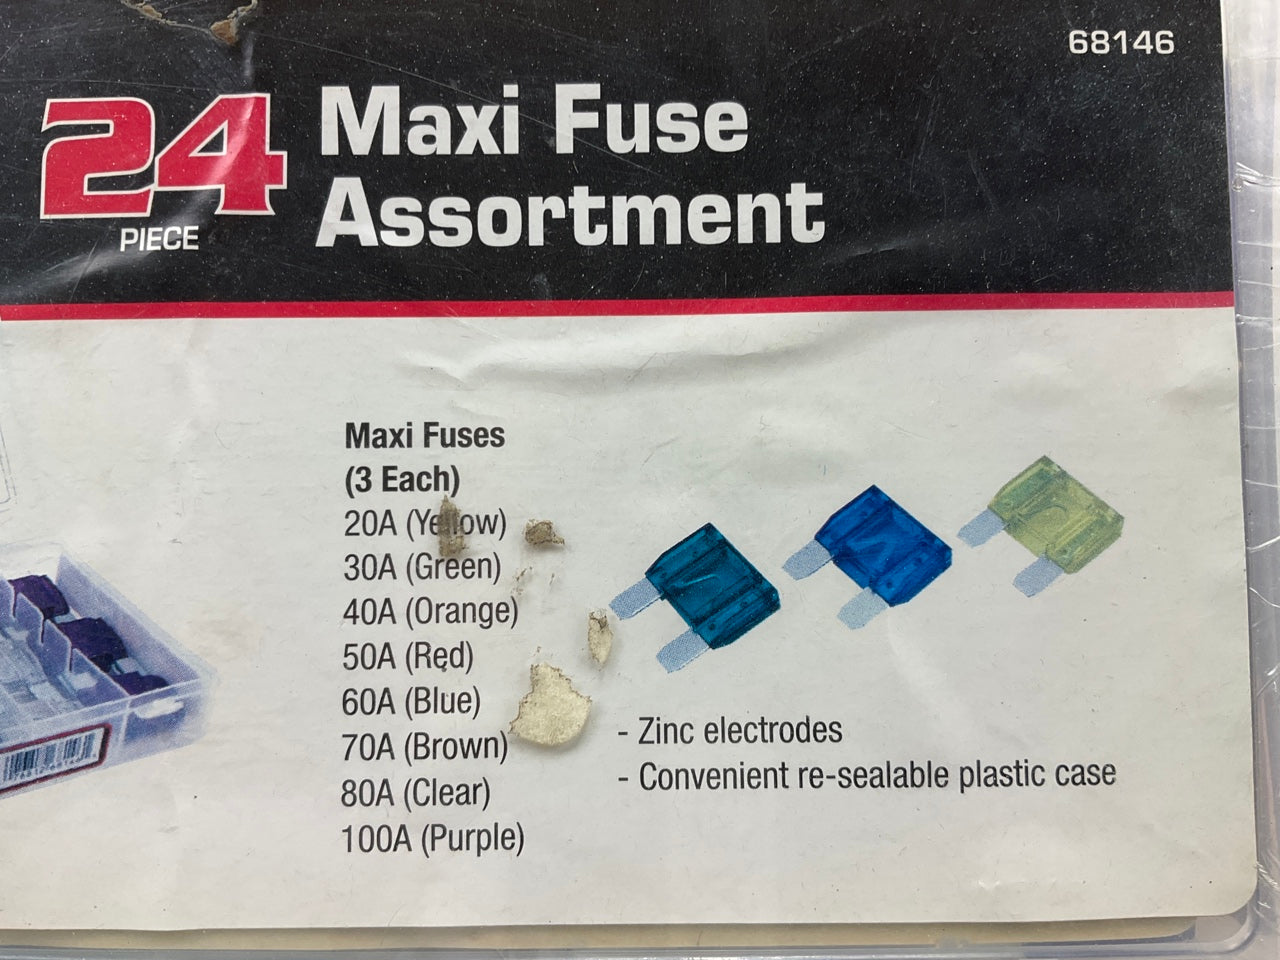 68146
24
PIECE
Maxi Fuse
Assortment
Maxi Fuses
(3 Each)
20A (Yellow)
30A (Green)
40A (Orange)
50A (Red)
60A (Blue)
70A (Brown)
80A (Clear)
100A (Purple)
- Zinc electrodes
- Convenient re-sealable plastic case